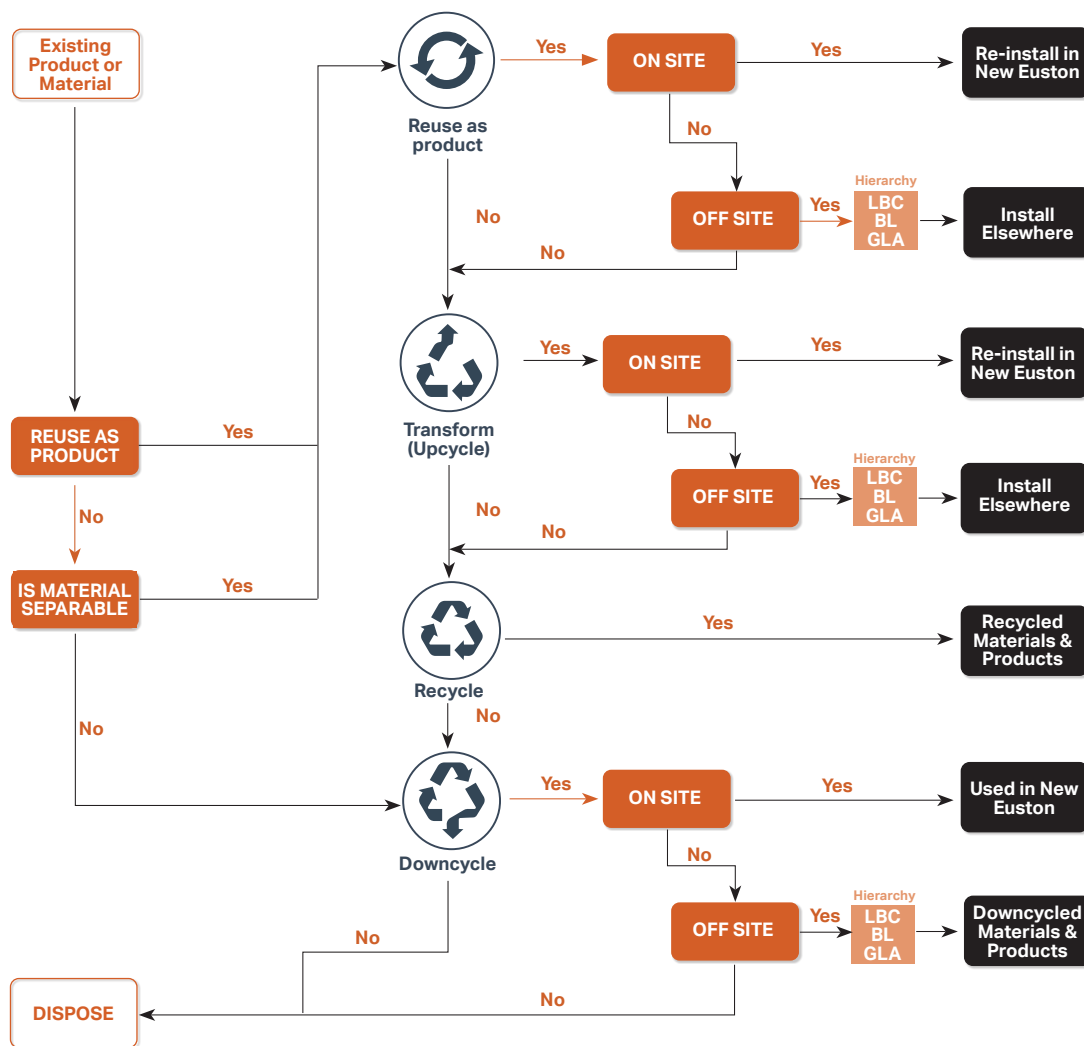 Existing
Product or
Material
Yes
ON SITE
Yes
Re-install in
New Euston
Reuse as
product
No
Hierarchy
No
OFF SITE
Yes
LBC
BL
GLA
Install
Elsewhere
No
Yes
ON SITE
Yes
Re-install in
New Euston
REUSE AS
PRODUCT
Yes
Transform
(Upcycle)
No
Hierarchy
No
No
OFF SITE
Yes
LBC
BL
GLA
Install
Elsewhere
No
IS MATERIAL
SEPARABLE
Yes
Yes
Recycled
Materials &
Products
Recycle
No
No
Yes
ON SITE
Yes
Used in New
Euston
Downcycle
No
Hierarchy
No
OFF SITE
Yes
LBC
BL
GLA
Downcycled
Materials &
Products
No
DISPOSE